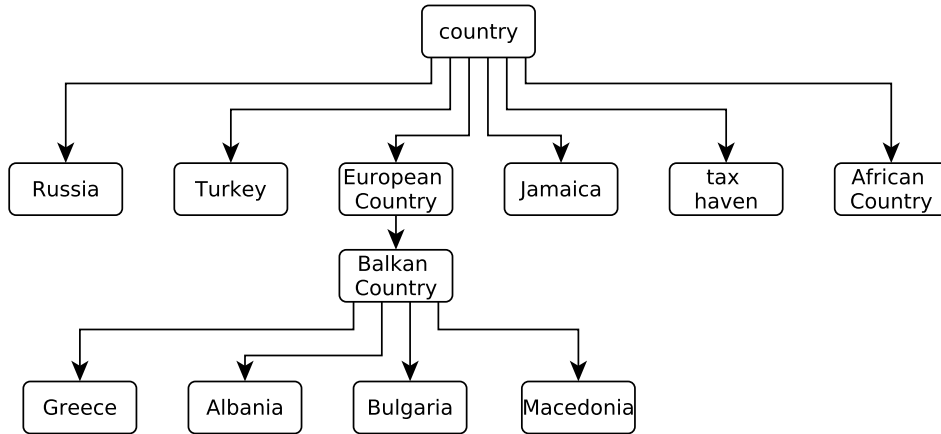 country
Russia
Turkey
European
Country
Jamaica
tax
haven
African
Country
Balkan
Country
Greece
Albania
Bulgaria
Macedonia